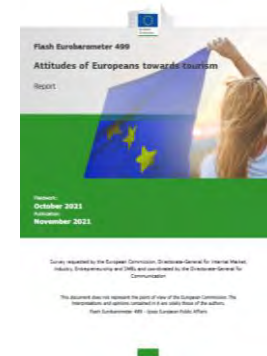 Flash Eurobarometer 499
Attitudes of Europeans towards tourism
Report
Fieldwork:
October 2021
Publication:
November 2021
Survey requested by the European Commission, Directorate-General for Internal Market,
Industry, Entrepreneurship and SMEs and coordinated by the Directorate-General for
Communication
This document does not represent the point of view of the European Commission. The
interpretations and opinions contained in it are solely those of the authors.
Flash Eurobarometer 499 – Ipsos European Public Affairs